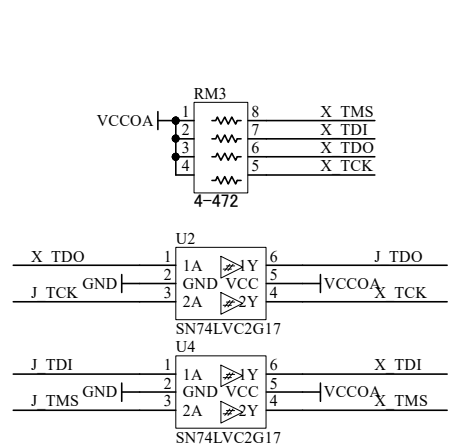 RM3
VCCOA 1 8 X_TMS
2 7 X_TDI
3 6 X_TDO
4 5 X_TCK
4-472
U2
X_TDO 1 1A 1Y 6 J_TDO
GND 2 GND VCC 5 VCCOA
J_TCK 3 2A 2Y 4 X_TCK
SN74LVC2G17
U4
J_TDI 1 1A 1Y 6 X_TDI
GND 2 GND VCC 5 VCCOA
J_TMS 3 2A 2Y 4 X_TMS
SN74LVC2G17